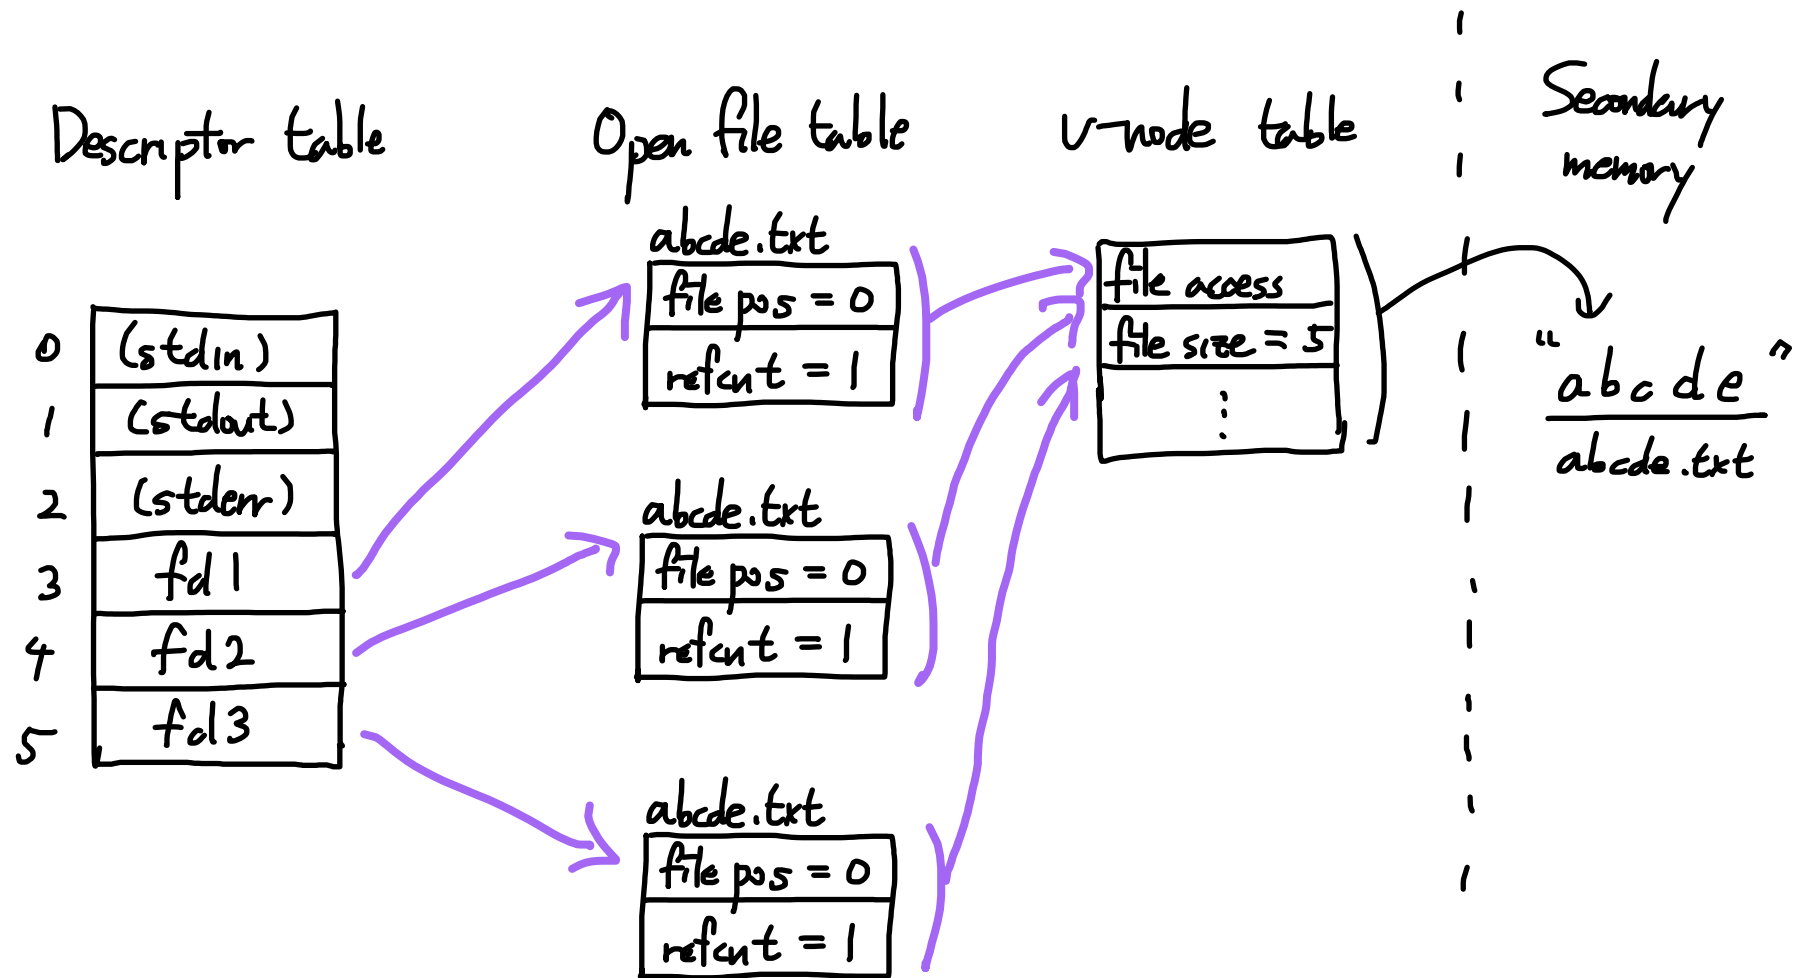 Descriptor table
0 (stdin)
1 (stdout)
2 (stderr)
3 fd1
4 fd2
5 fd3
Open file table
abcde.txt
file pos = 0
refcnt = 1
abcde.txt
file pos = 0
refcnt = 1
abcde.txt
file pos = 0
refcnt = 1
v-node table
file access
file size = 5
⋮
Secondary
memory
"abcde"
abcde.txt